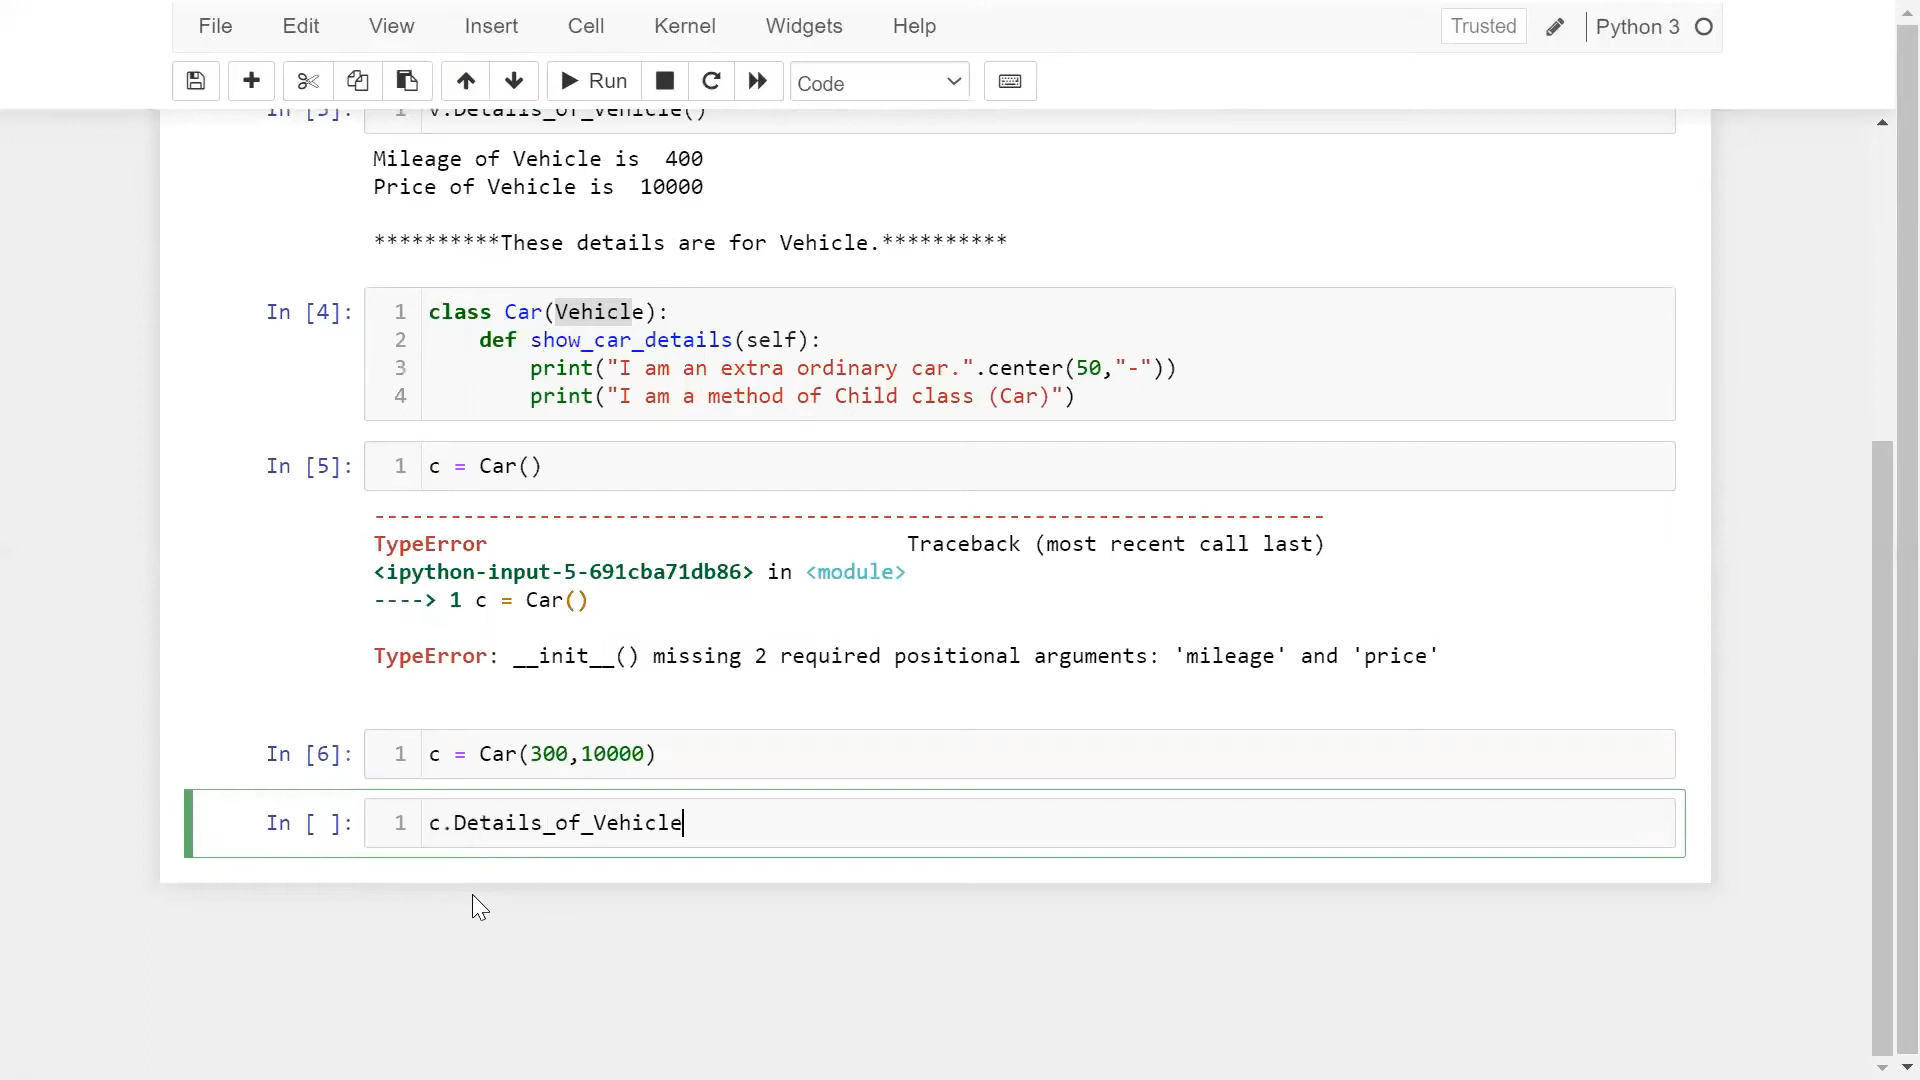 File Edit View Insert Cell Kernel Widgets Help Trusted Python 3
Run Code
In [3]: 1 v.Details_of_Vehicle()
Mileage of Vehicle is  400
Price of Vehicle is  10000
**********These details are for Vehicle.**********
In [4]: 1 class Car(Vehicle):
2     def show_car_details(self):
3         print("I am an extra ordinary car.".center(50,"-"))
4         print("I am a method of Child class (Car)")
In [5]: 1 c = Car()
---------------------------------------------------------------------------
TypeError                                 Traceback (most recent call last)
<ipython-input-5-691cba71db86> in <module>
----> 1 c = Car()
TypeError: __init__() missing 2 required positional arguments: 'mileage' and 'price'
In [6]: 1 c = Car(300,10000)
In [ ]: 1 c.Details_of_Vehicle